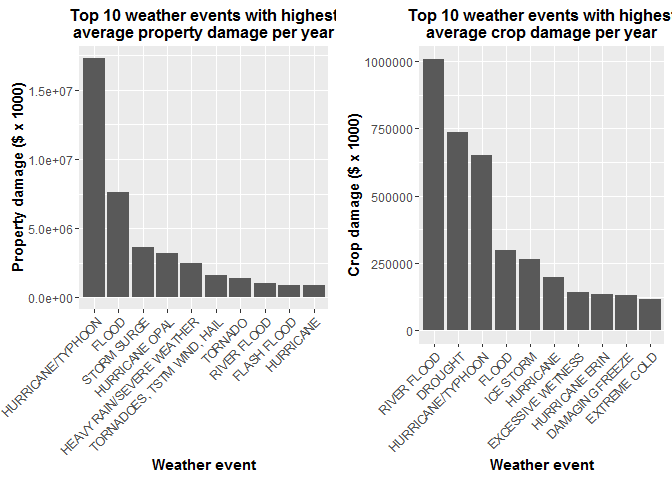 Top 10 weather events with highest
average property damage per year
Property damage ($ x 1000)
1.5e+07
1.0e+07
5.0e+06
0.0e+00
HURRICANE/TYPHOON
FLOOD
STORM SURGE
HURRICANE OPAL
HEAVY RAIN/SEVERE WEATHER
TORNADOES, TSTM WIND, HAIL
TORNADO
RIVER FLOOD
FLASH FLOOD
HURRICANE
Weather event
Top 10 weather events with highest
average crop damage per year
Crop damage ($ x 1000)
1000000
750000
500000
250000
0
RIVER FLOOD
DROUGHT
HURRICANE/TYPHOON
FLOOD
ICE STORM
HURRICANE
EXCESSIVE WETNESS
HURRICANE ERIN
DAMAGING FREEZE
EXTREME COLD
Weather event